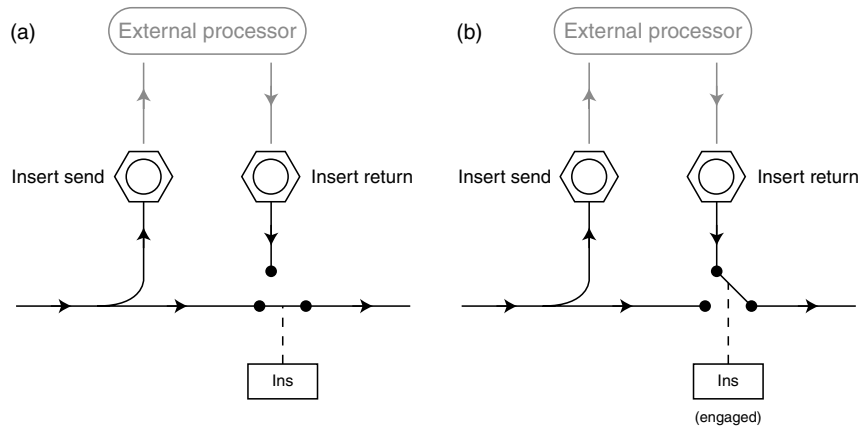 (a)
External processor
Insert send
Insert return
Ins
(b)
External processor
Insert send
Insert return
Ins
(engaged)